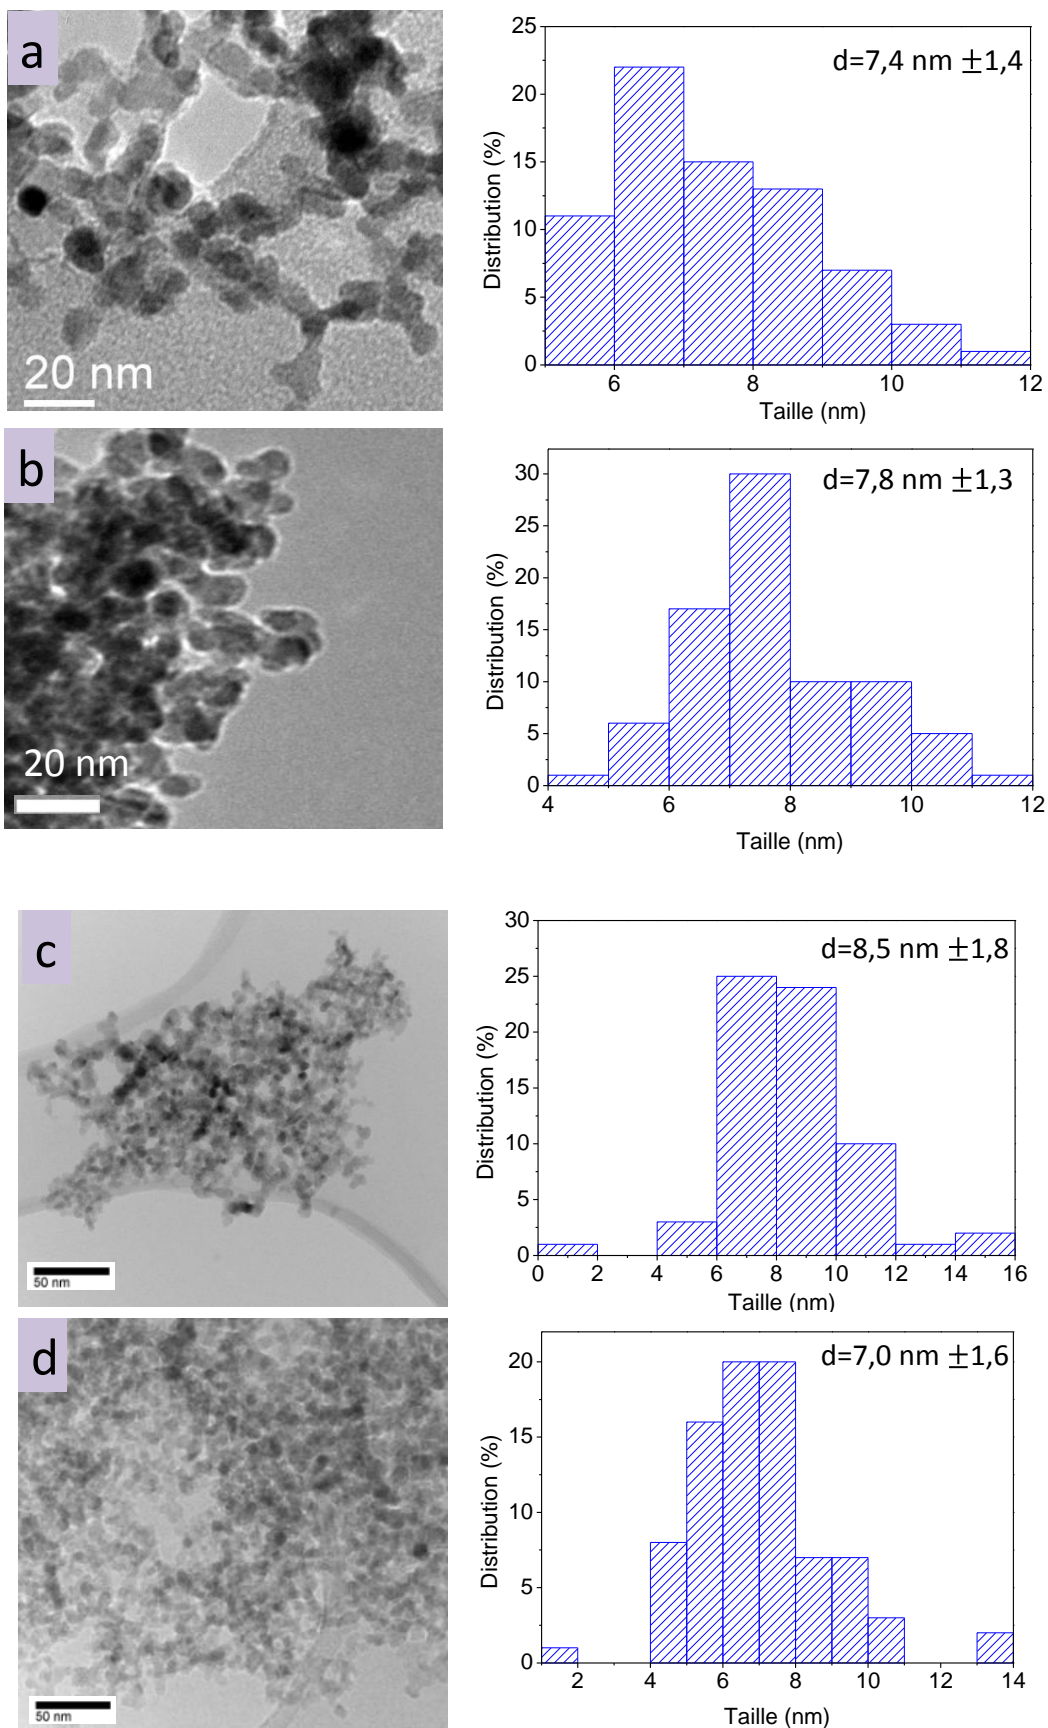 a
20 nm
d=7,4 nm ±1,4
Distribution (%)
25
20
15
10
5
0
6
8
10
12
Taille (nm)
b
20 nm
d=7,8 nm ±1,3
Distribution (%)
30
25
20
15
10
5
0
4
6
8
10
12
Taille (nm)
c
50 nm
d=8,5 nm ±1,8
Distribution (%)
30
25
20
15
10
5
0
0
2
4
6
8
10
12
14
16
Taille (nm)
d
50 nm
d=7,0 nm ±1,6
Distribution (%)
20
15
10
5
0
2
4
6
8
10
12
14
Taille (nm)